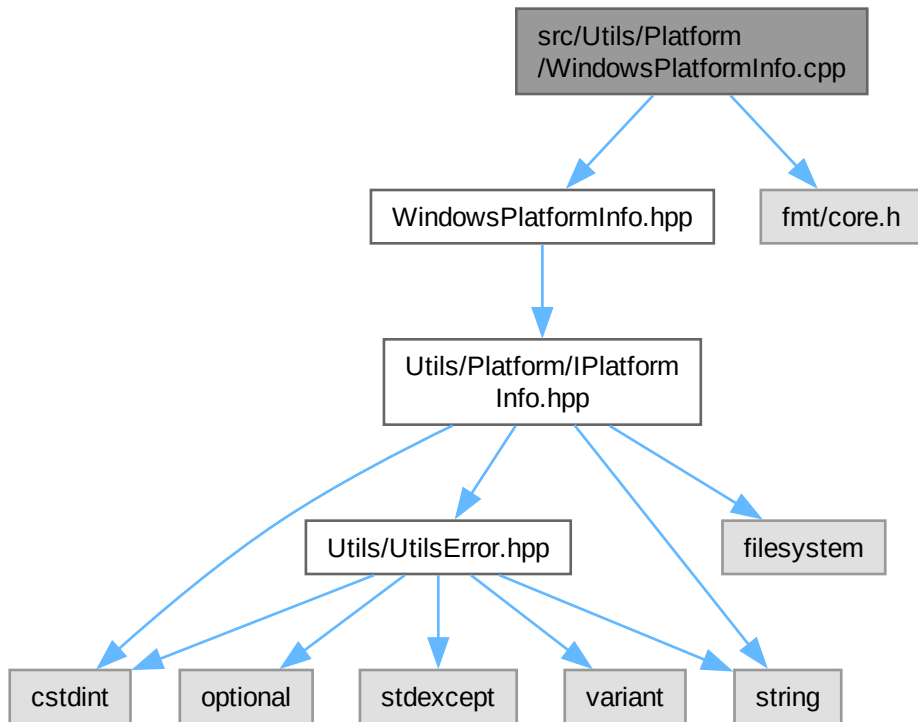 src/Utils/Platform
/WindowsPlatformInfo.cpp
WindowsPlatformInfo.hpp
fmt/core.h
Utils/Platform/IPlatform
Info.hpp
Utils/UtilsError.hpp
filesystem
cstdint
optional
stdexcept
variant
string